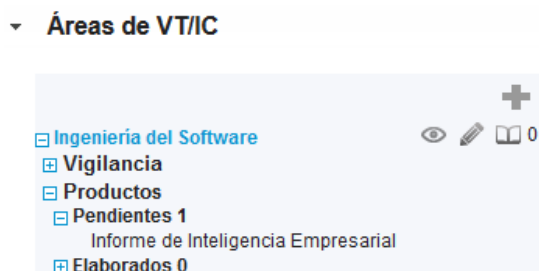 Áreas de VT/IC
Ingeniería del Software 0
Vigilancia
Productos
Pendientes 1
Informe de Inteligencia Empresarial
Elaborados 0